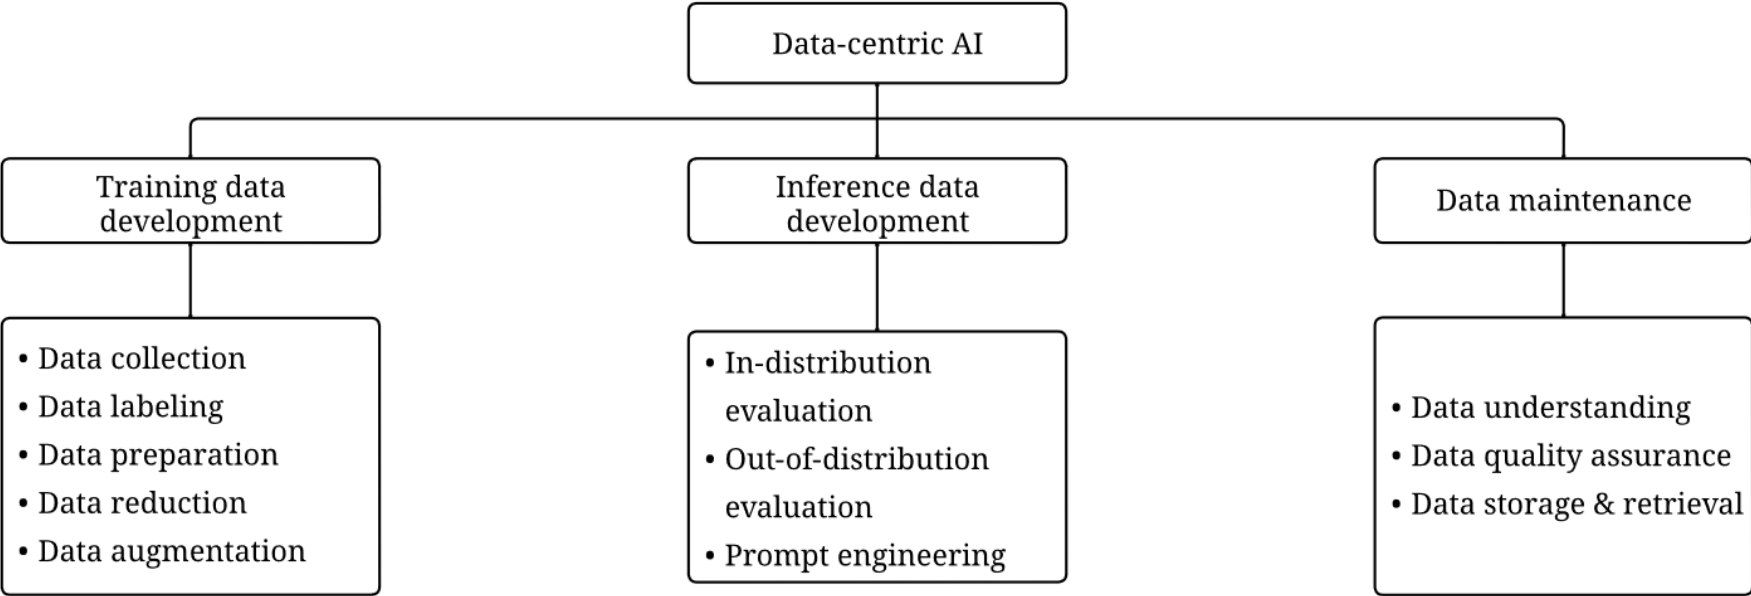 Data-centric AI
Training data
development
Inference data
development
Data maintenance
• Data collection
• Data labeling
• Data preparation
• Data reduction
• Data augmentation
• In-distribution
evaluation
• Out-of-distribution
evaluation
• Prompt engineering
• Data understanding
• Data quality assurance
• Data storage & retrieval